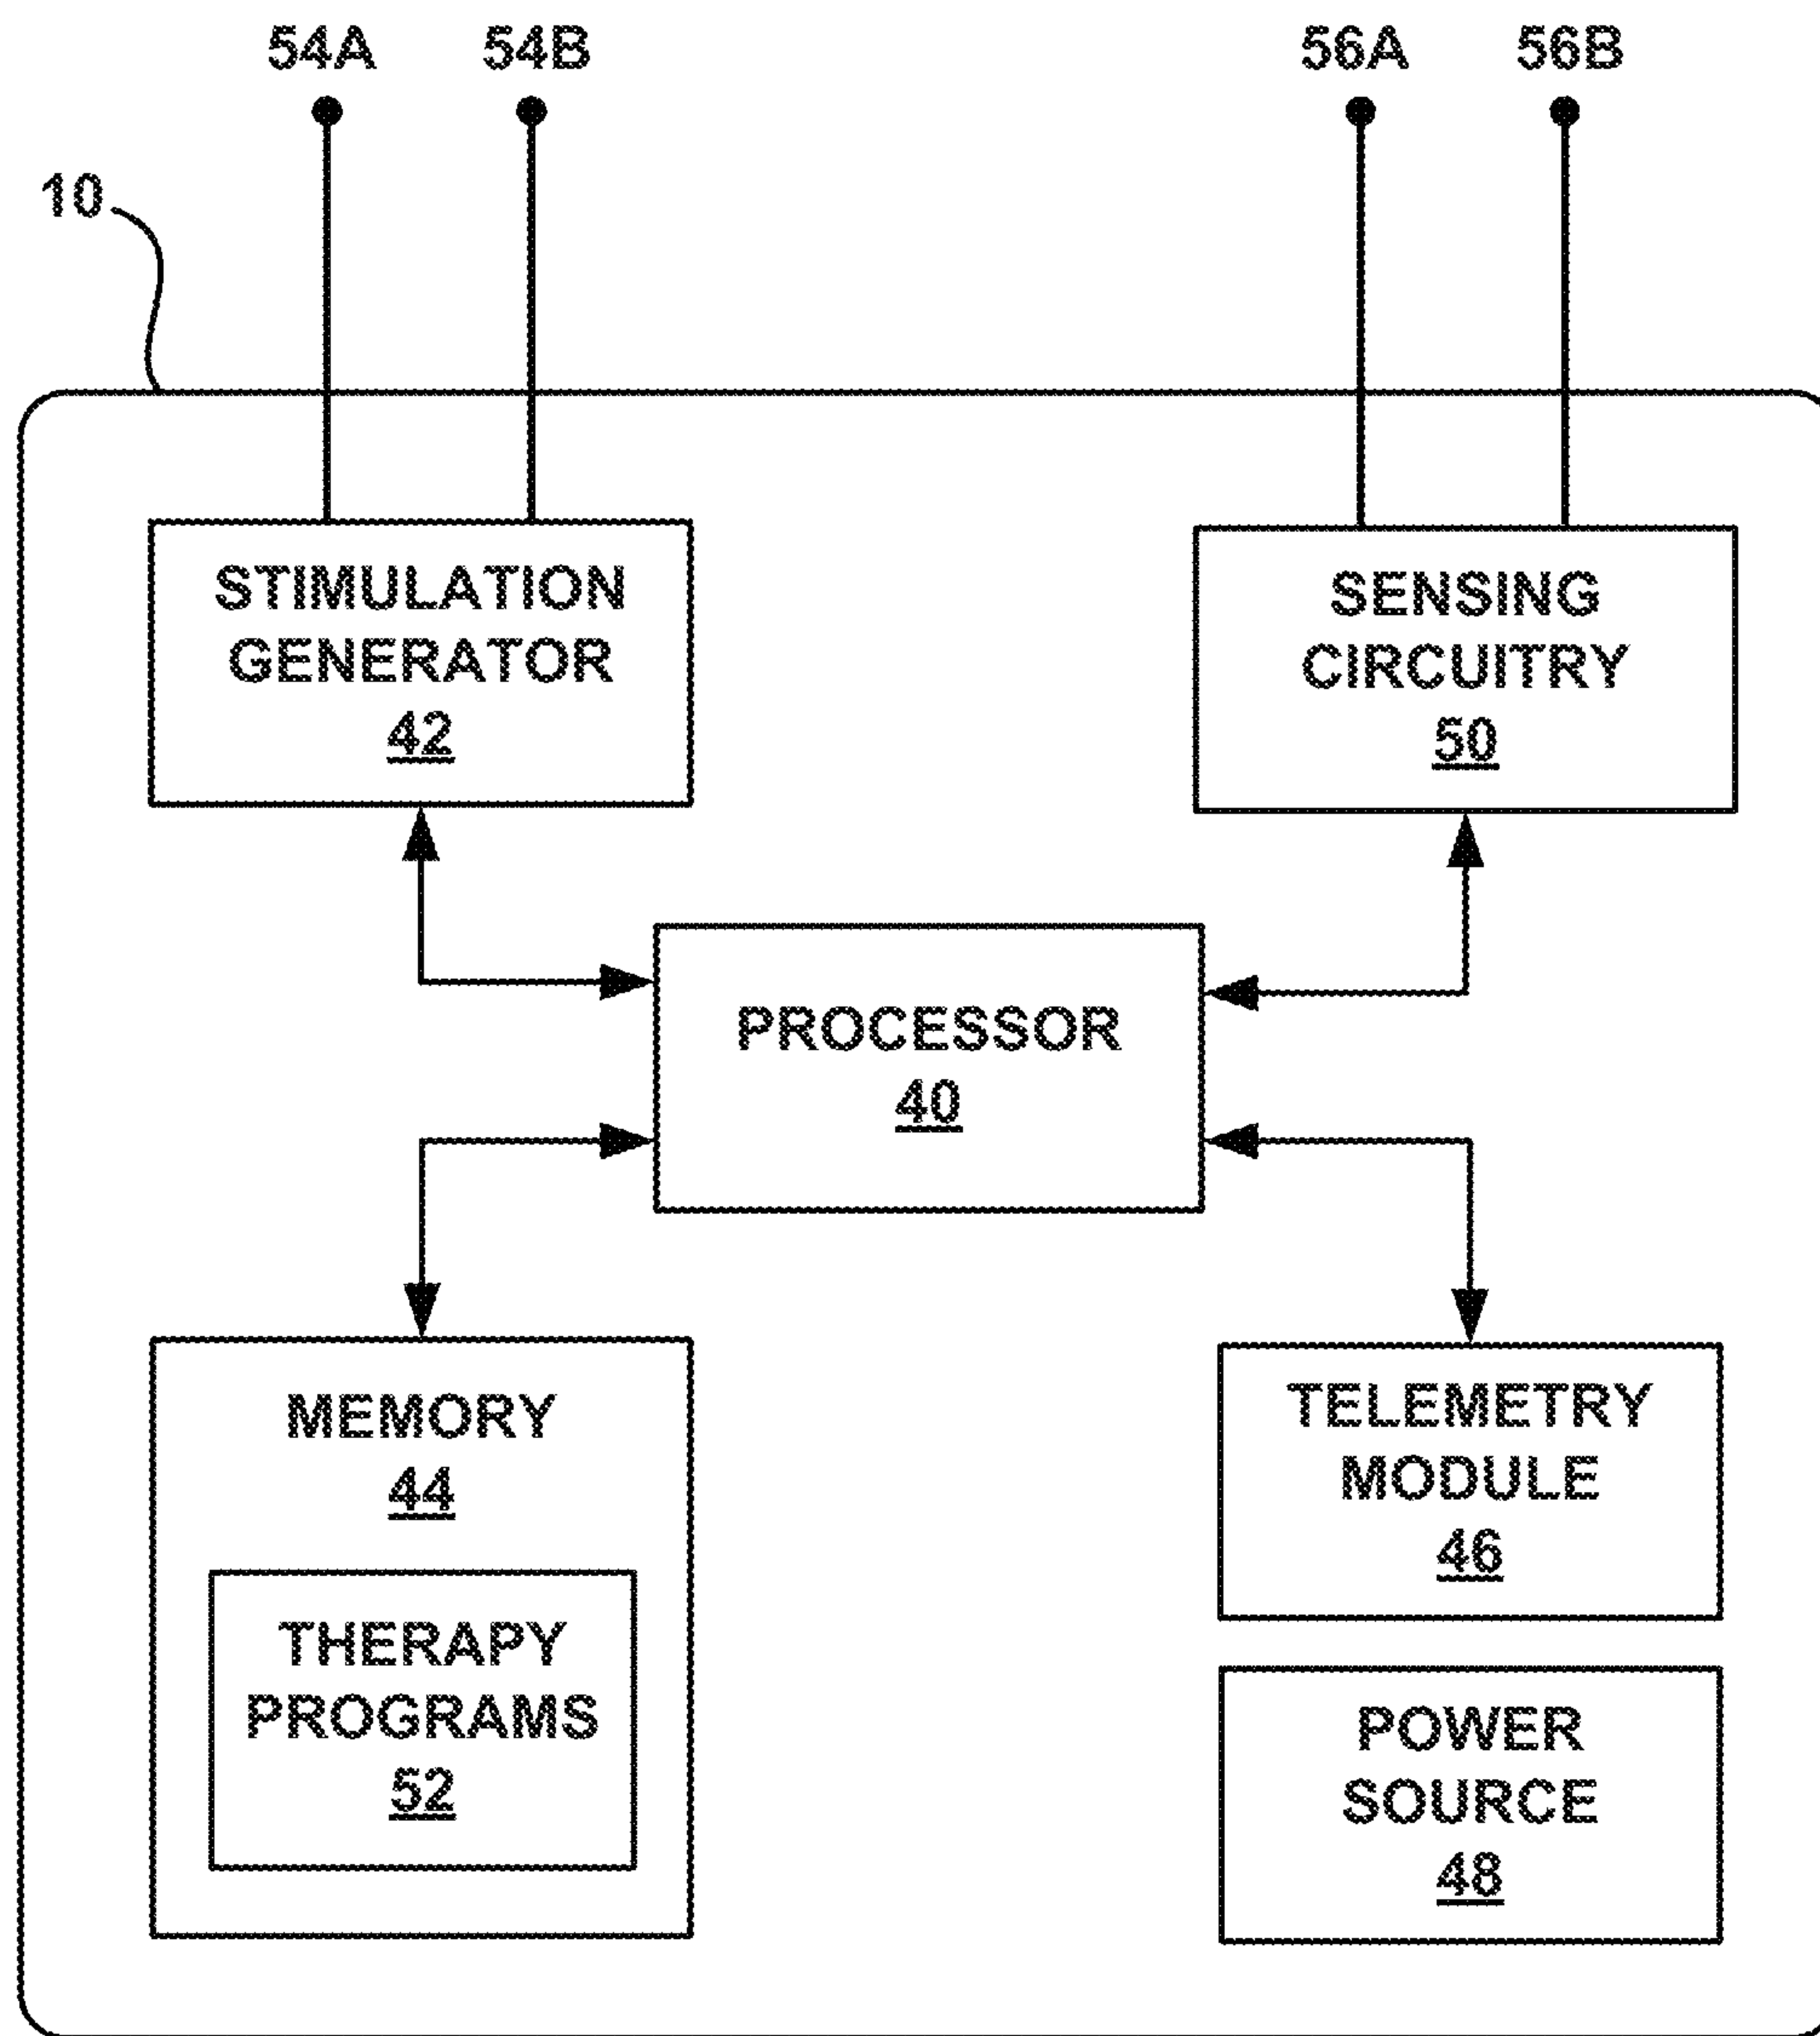 54A 54B 56A 56B
10
STIMULATION
GENERATOR
42
SENSING
CIRCUITRY
50
PROCESSOR
40
MEMORY
44
THERAPY
PROGRAMS
52
TELEMETRY
MODULE
46
POWER
SOURCE
48